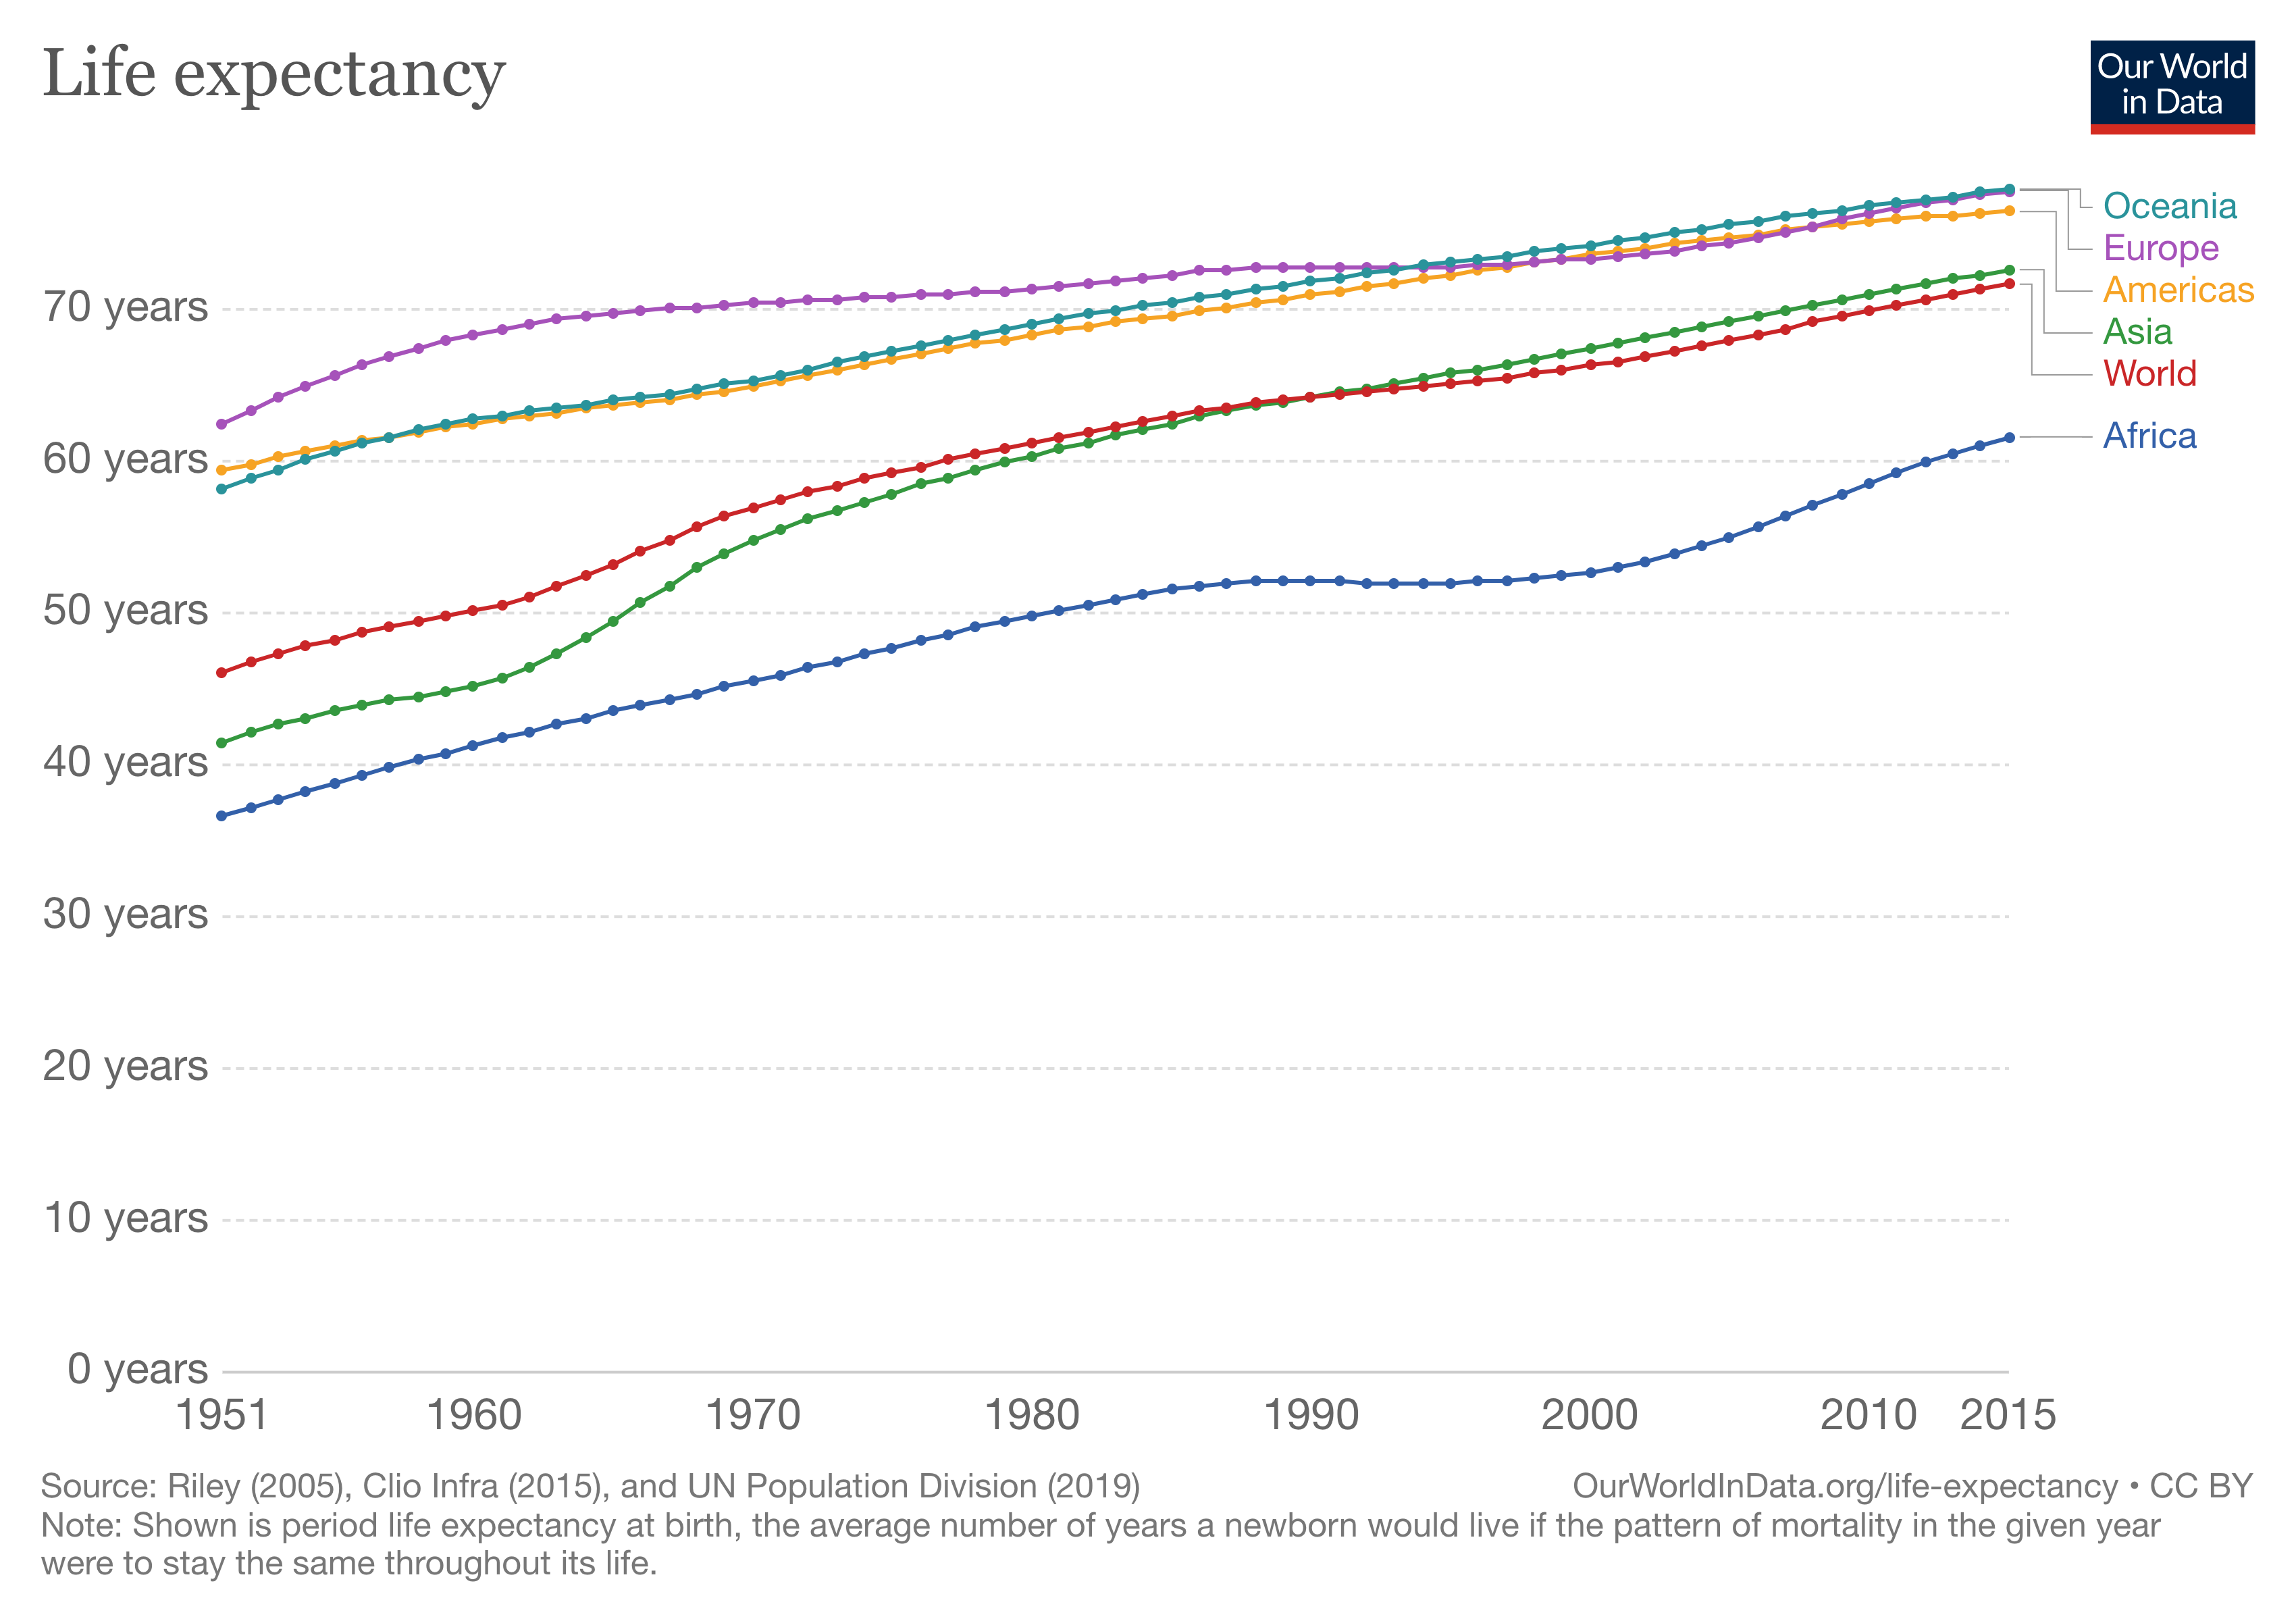 Life expectancy
Our World
in Data
Oceania
Europe
Americas
Asia
World
Africa
70 years
60 years
50 years
40 years
30 years
20 years
10 years
0 years
1951 1960 1970 1980 1990 2000 2010 2015
Source: Riley (2005), Clio Infra (2015), and UN Population Division (2019)
OurWorldInData.org/life-expectancy • CC BY
Note: Shown is period life expectancy at birth, the average number of years a newborn would live if the pattern of mortality in the given year
were to stay the same throughout its life.